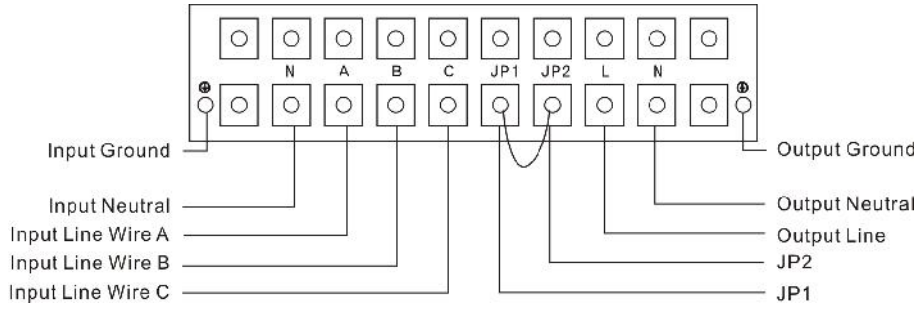 N A B C JP1 JP2 L N
Input Ground
Output Ground
Input Neutral
Output Neutral
Input Line Wire A
Output Line
Input Line Wire B
JP2
Input Line Wire C
JP1